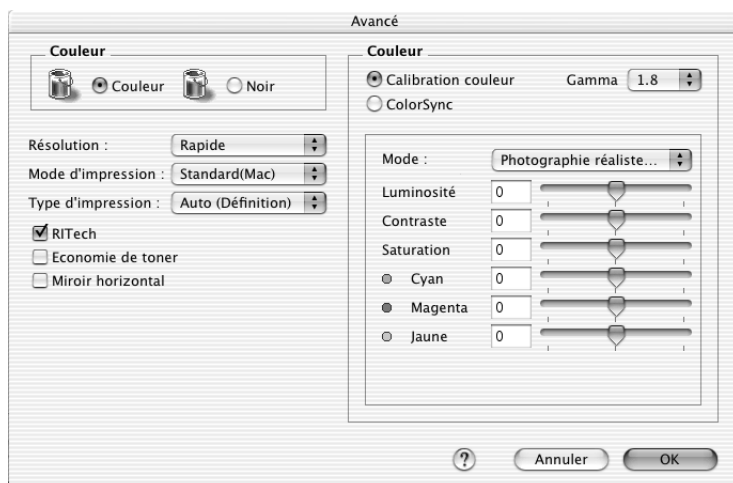 Avancé
Couleur
Couleur
Noir
Résolution :
Rapide
Mode d'impression :
Standard(Mac)
Type d'impression :
Auto (Définition)
RITech
Economie de toner
Miroir horizontal
Couleur
Calibration couleur
Gamma
1.8
ColorSync
Mode :
Photographie réaliste...
Luminosité
0
Contraste
0
Saturation
0
Cyan
0
Magenta
0
Jaune
0
?
Annuler
OK